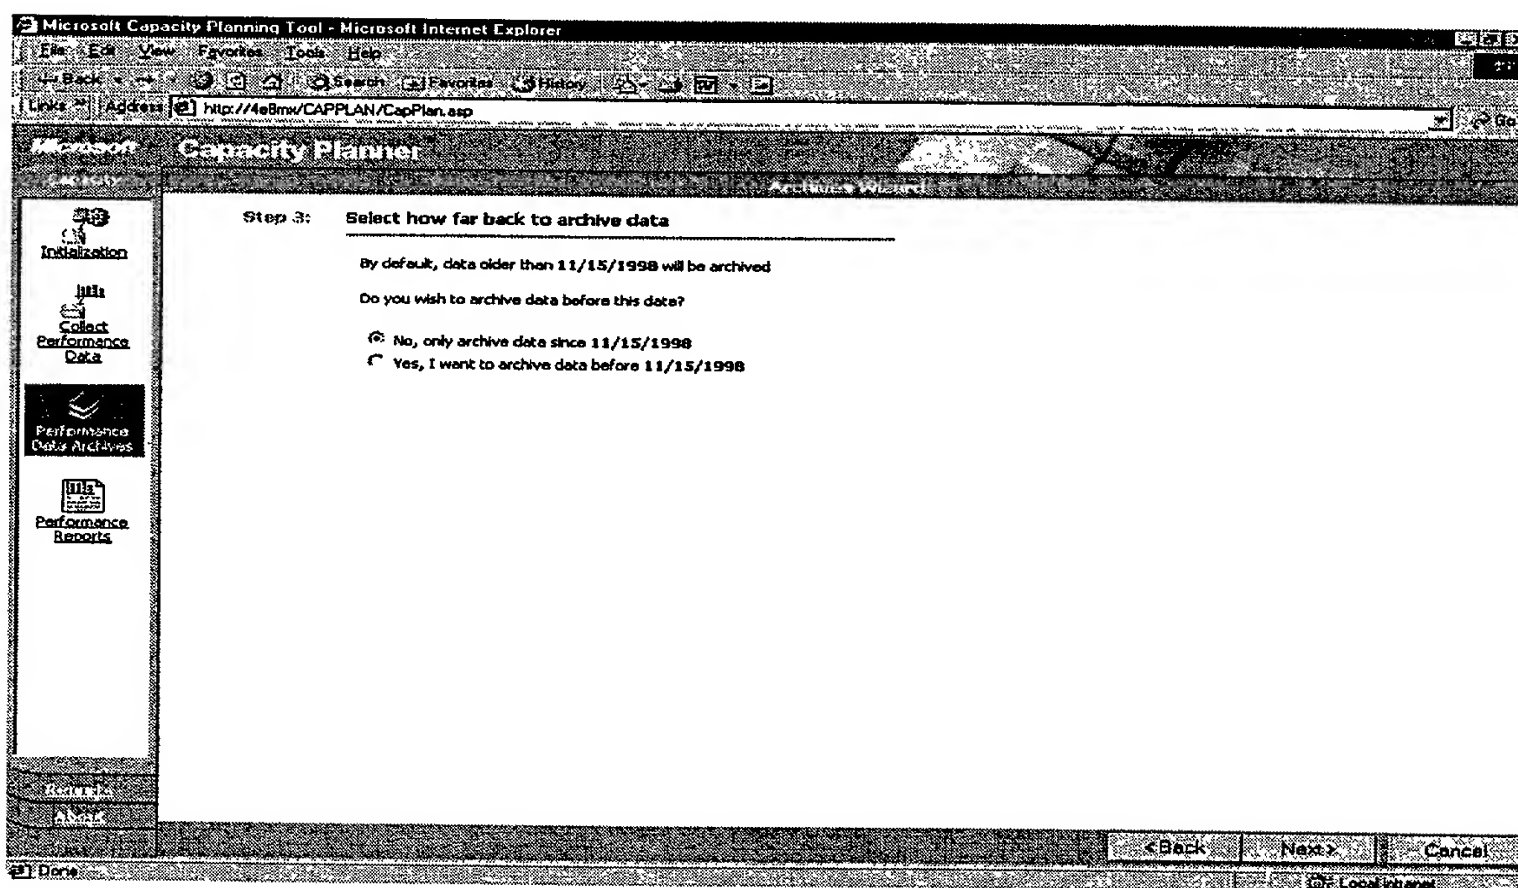 Microsoft Capacity Planning Tool - Microsoft Internet Explorer
File Edit View Favorites Tools Help
Back Search Favorites History
Links Address http://4e8mw/CAPPLAN/CapPlan.asp Go
Microsoft Capacity Planner
Archives Wizard
Step 3: Select how far back to archive data
By default, data older than 11/15/1998 will be archived
Do you wish to archive data before this date?
No, only archive data since 11/15/1998
Yes, I want to archive data before 11/15/1998
Initialization
Collect
Performance
Data
Performance
Data Archives
Performance
Reports
About
<Back Next> Cancel
Done Local intranet